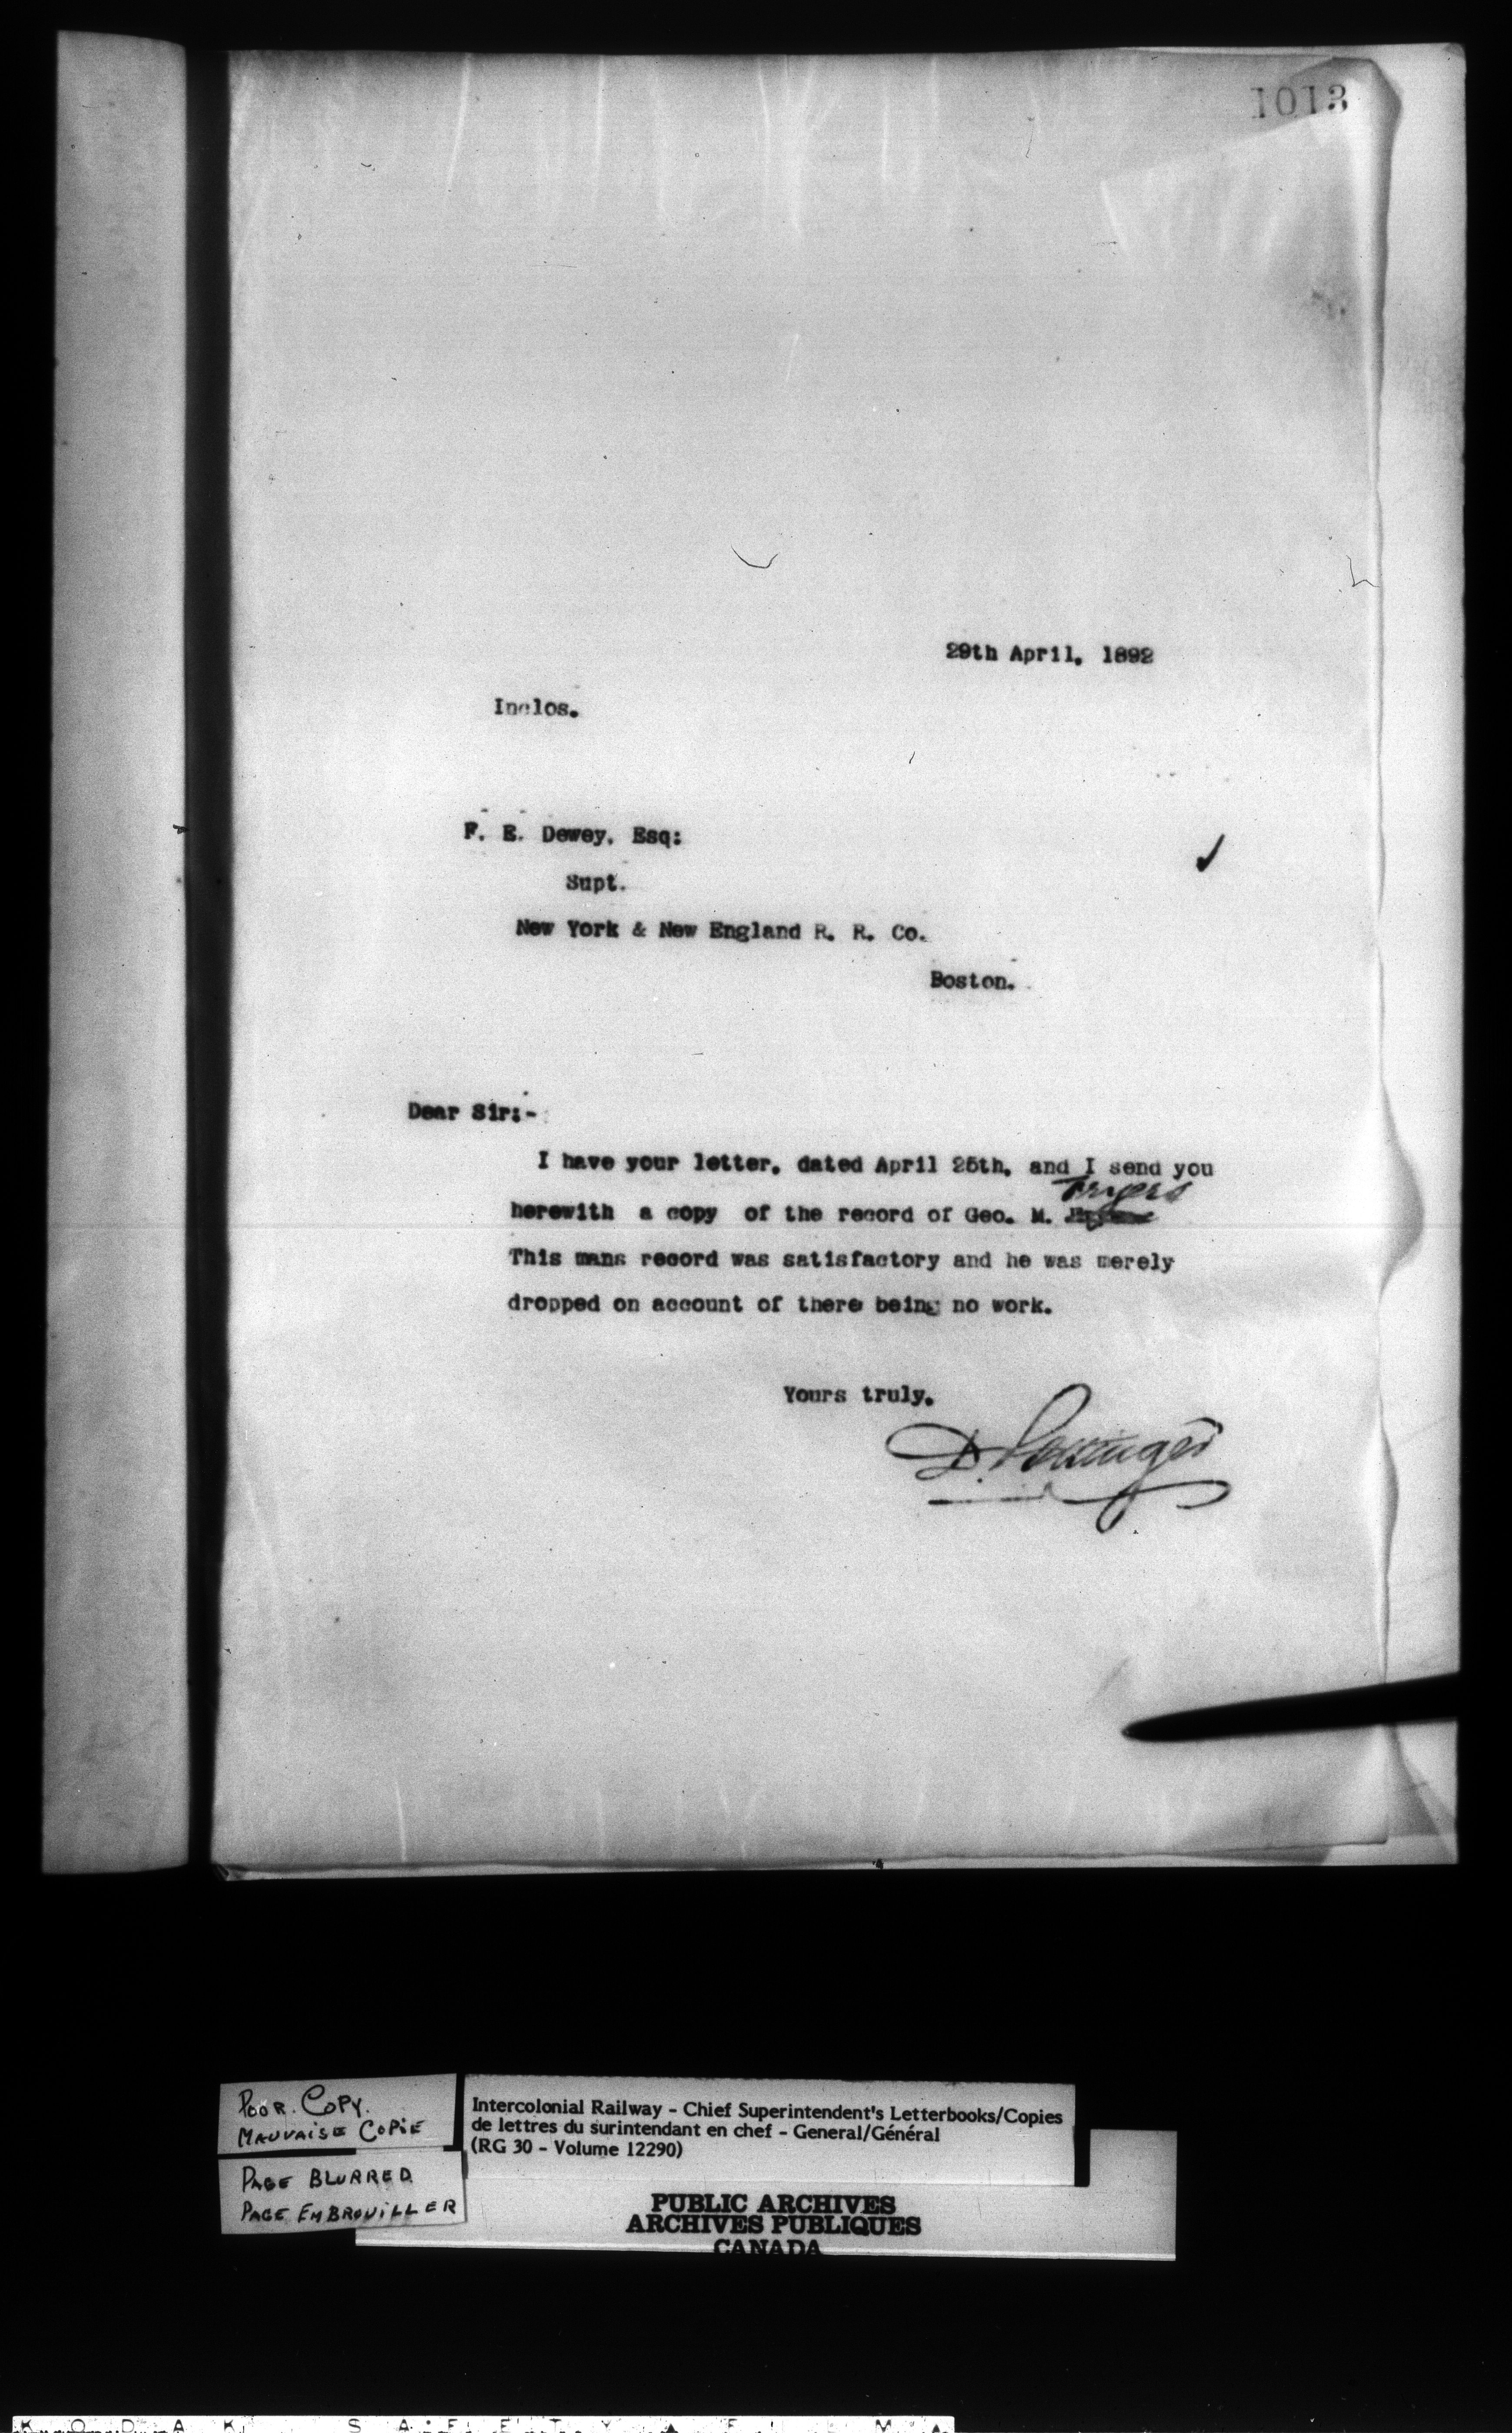 1013
29th April, 1892
Inclos.
F. E. Dewey, Esq:
Supt.
New York & New England R. R. Co.
Boston.
Dear Sir:-
I have your letter, dated April 25th, and I send you
herewith a copy of the record of Geo. M.
This mans record was satisfactory and he was merely
dropped on account of there being no work.
Yours truly,
D. Pottinger
POOR. COPY.
MAUVAISE COPIE
PAGE BLURRED
PAGE EMBROUILLER
Intercolonial Railway - Chief Superintendent's Letterbooks/Copies
de lettres du surintendant en chef - General/Général
(RG 30 - Volume 12290)
PUBLIC ARCHIVES
ARCHIVES PUBLIQUES
CANADA
KODAK SAFETY FILM